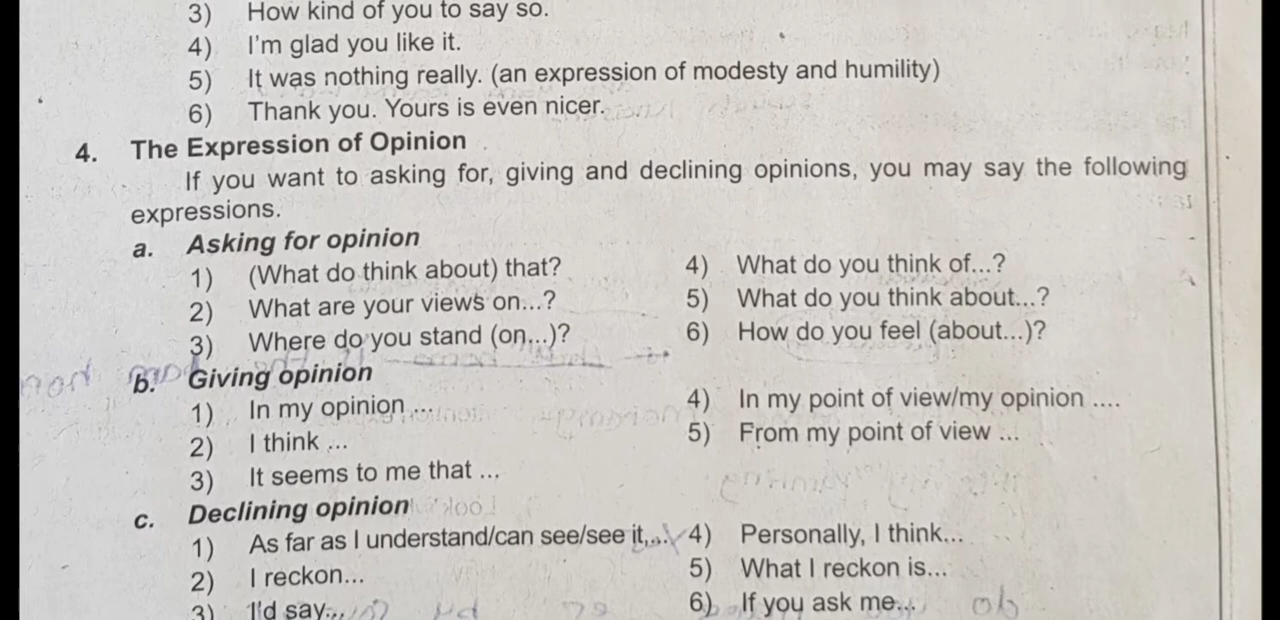 3) How kind of you to say so.
4) I'm glad you like it.
5) It was nothing really. (an expression of modesty and humility)
6) Thank you. Yours is even nicer.
4. The Expression of Opinion
If you want to asking for, giving and declining opinions, you may say the following
expressions.
a. Asking for opinion
1) (What do think about) that?
2) What are your views on...?
3) Where do you stand (on...)?
4) What do you think of...?
5) What do you think about...?
6) How do you feel (about...)?
b. Giving opinion
1) In my opinion ...
2) I think ...
3) It seems to me that ...
4) In my point of view/my opinion ....
5) From my point of view ...
c. Declining opinion
1) As far as I understand/can see/see it,...
2) I reckon...
3) I'd say...
4) Personally, I think...
5) What I reckon is...
6) If you ask me...